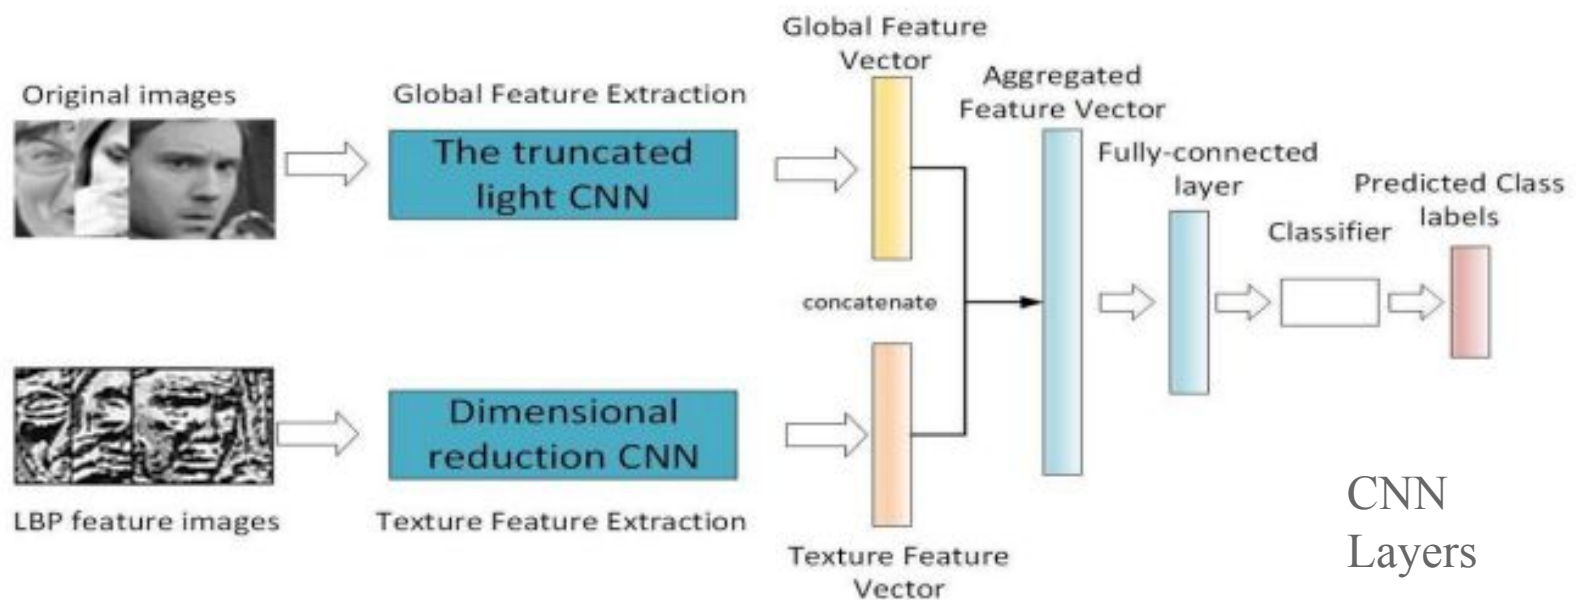 Original images
Global Feature Extraction
The truncated
light CNN
Global Feature
Vector
Aggregated
Feature Vector
Fully-connected
layer
Classifier
Predicted Class
labels
concatenate
LBP feature images
Dimensional
reduction CNN
Texture Feature Extraction
Texture Feature
Vector
CNN
Layers